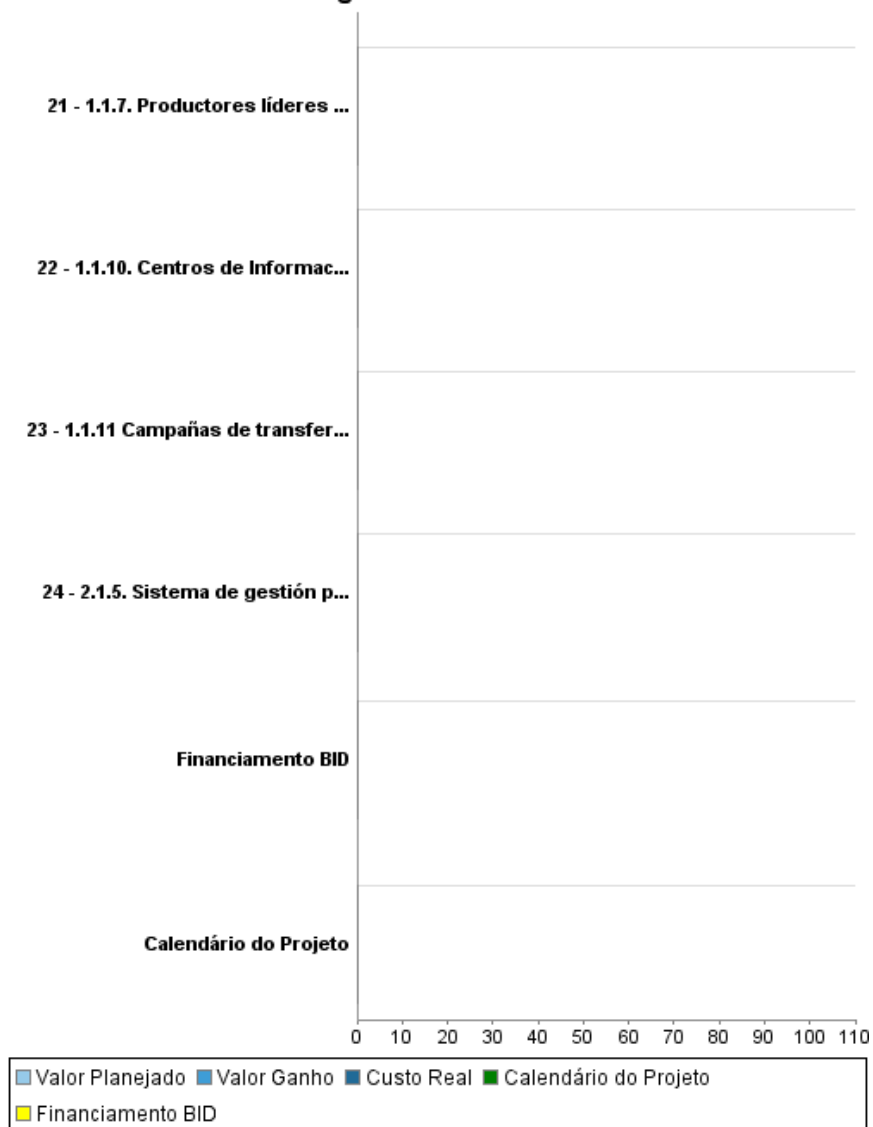 21 - 1.1.7. Productores líderes ...
22 - 1.1.10. Centros de Informac...
23 - 1.1.11 Campañas de transfer...
24 - 2.1.5. Sistema de gestión p...
Financiamento BID
Calendário do Projeto
0 10 20 30 40 50 60 70 80 90 100 110
Valor Planejado Valor Ganho Custo Real Calendário do Projeto
Financiamento BID